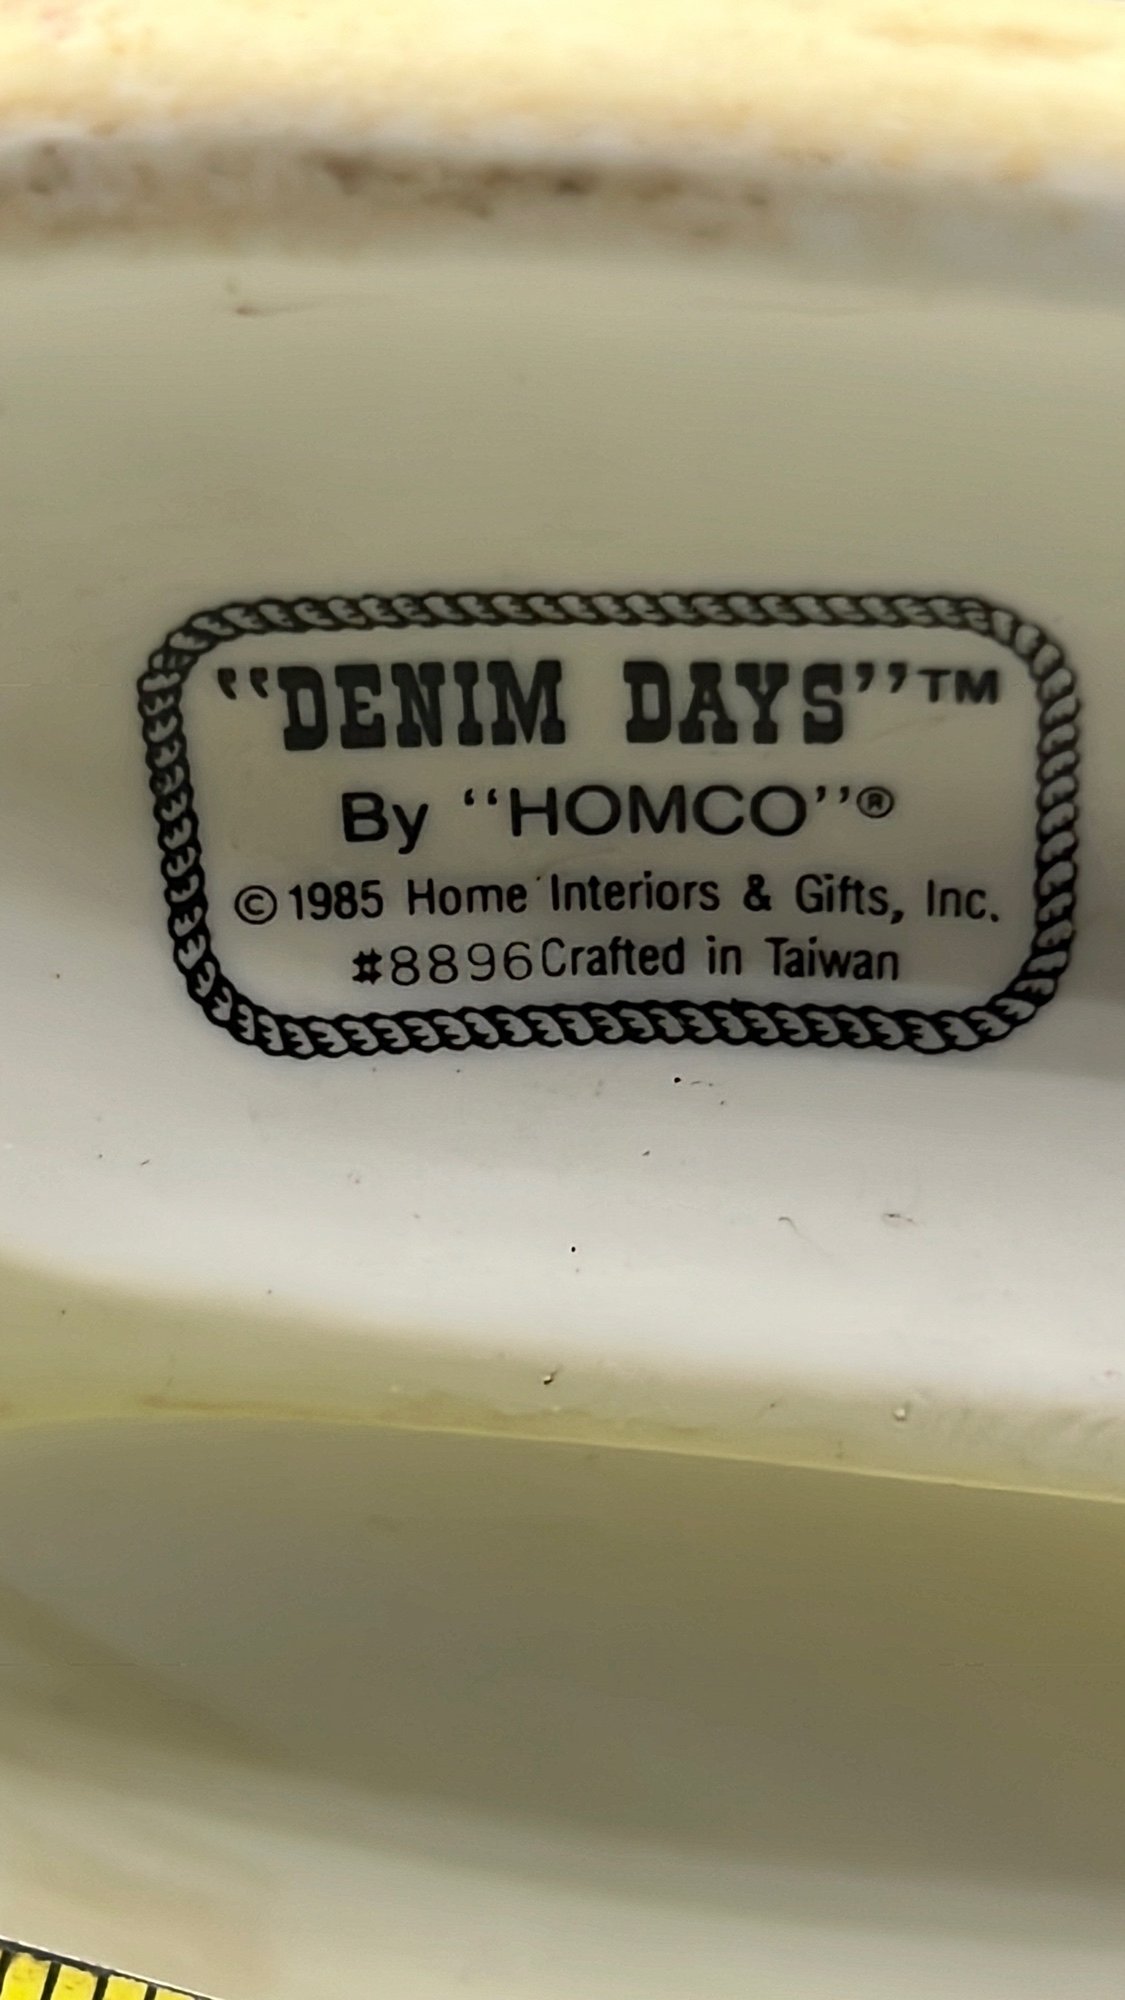 “DENIM DAYS”™
By “HOMCO”®
©1985 Home Interiors & Gifts, Inc.
#8896 Crafted in Taiwan